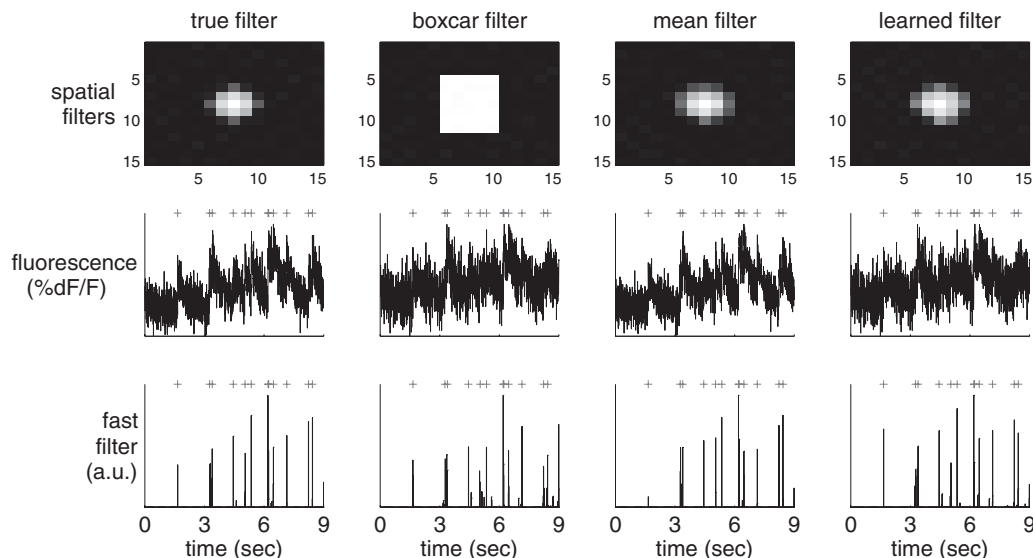 true filter
boxcar filter
mean filter
learned filter
spatial
filters
5
10
15
5 10 15
5
10
15
5 10 15
5
10
15
5 10 15
5
10
15
5 10 15
fluorescence
(%dF/F)
fast
filter
(a.u.)
0 3 6 9
time (sec)
0 3 6 9
time (sec)
0 3 6 9
time (sec)
0 3 6 9
time (sec)